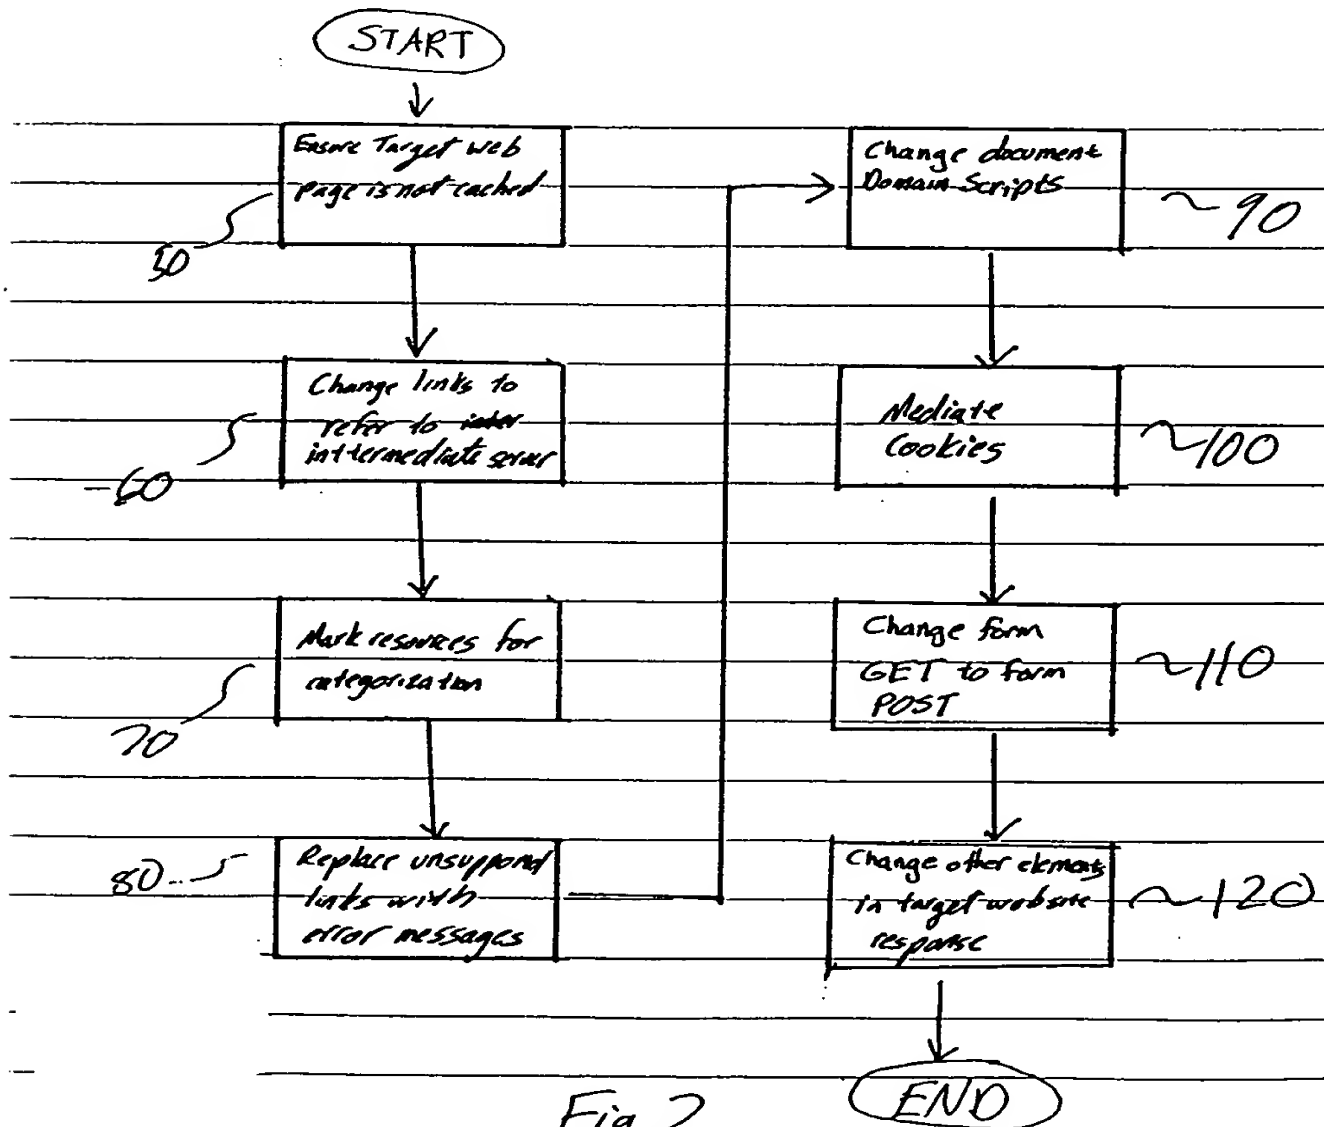 START
Ensure Target web
page is not cached
50
Change links to
refer to inter
inttermediate server
60
Mark resources for
categorization
70
Replace unsupported
links with
error messages
80
Change document
Domain Scripts
90
Mediate
Cookies
100
Change form
GET to form
POST
110
Change other elements
in target website
response
120
END
Fig 2